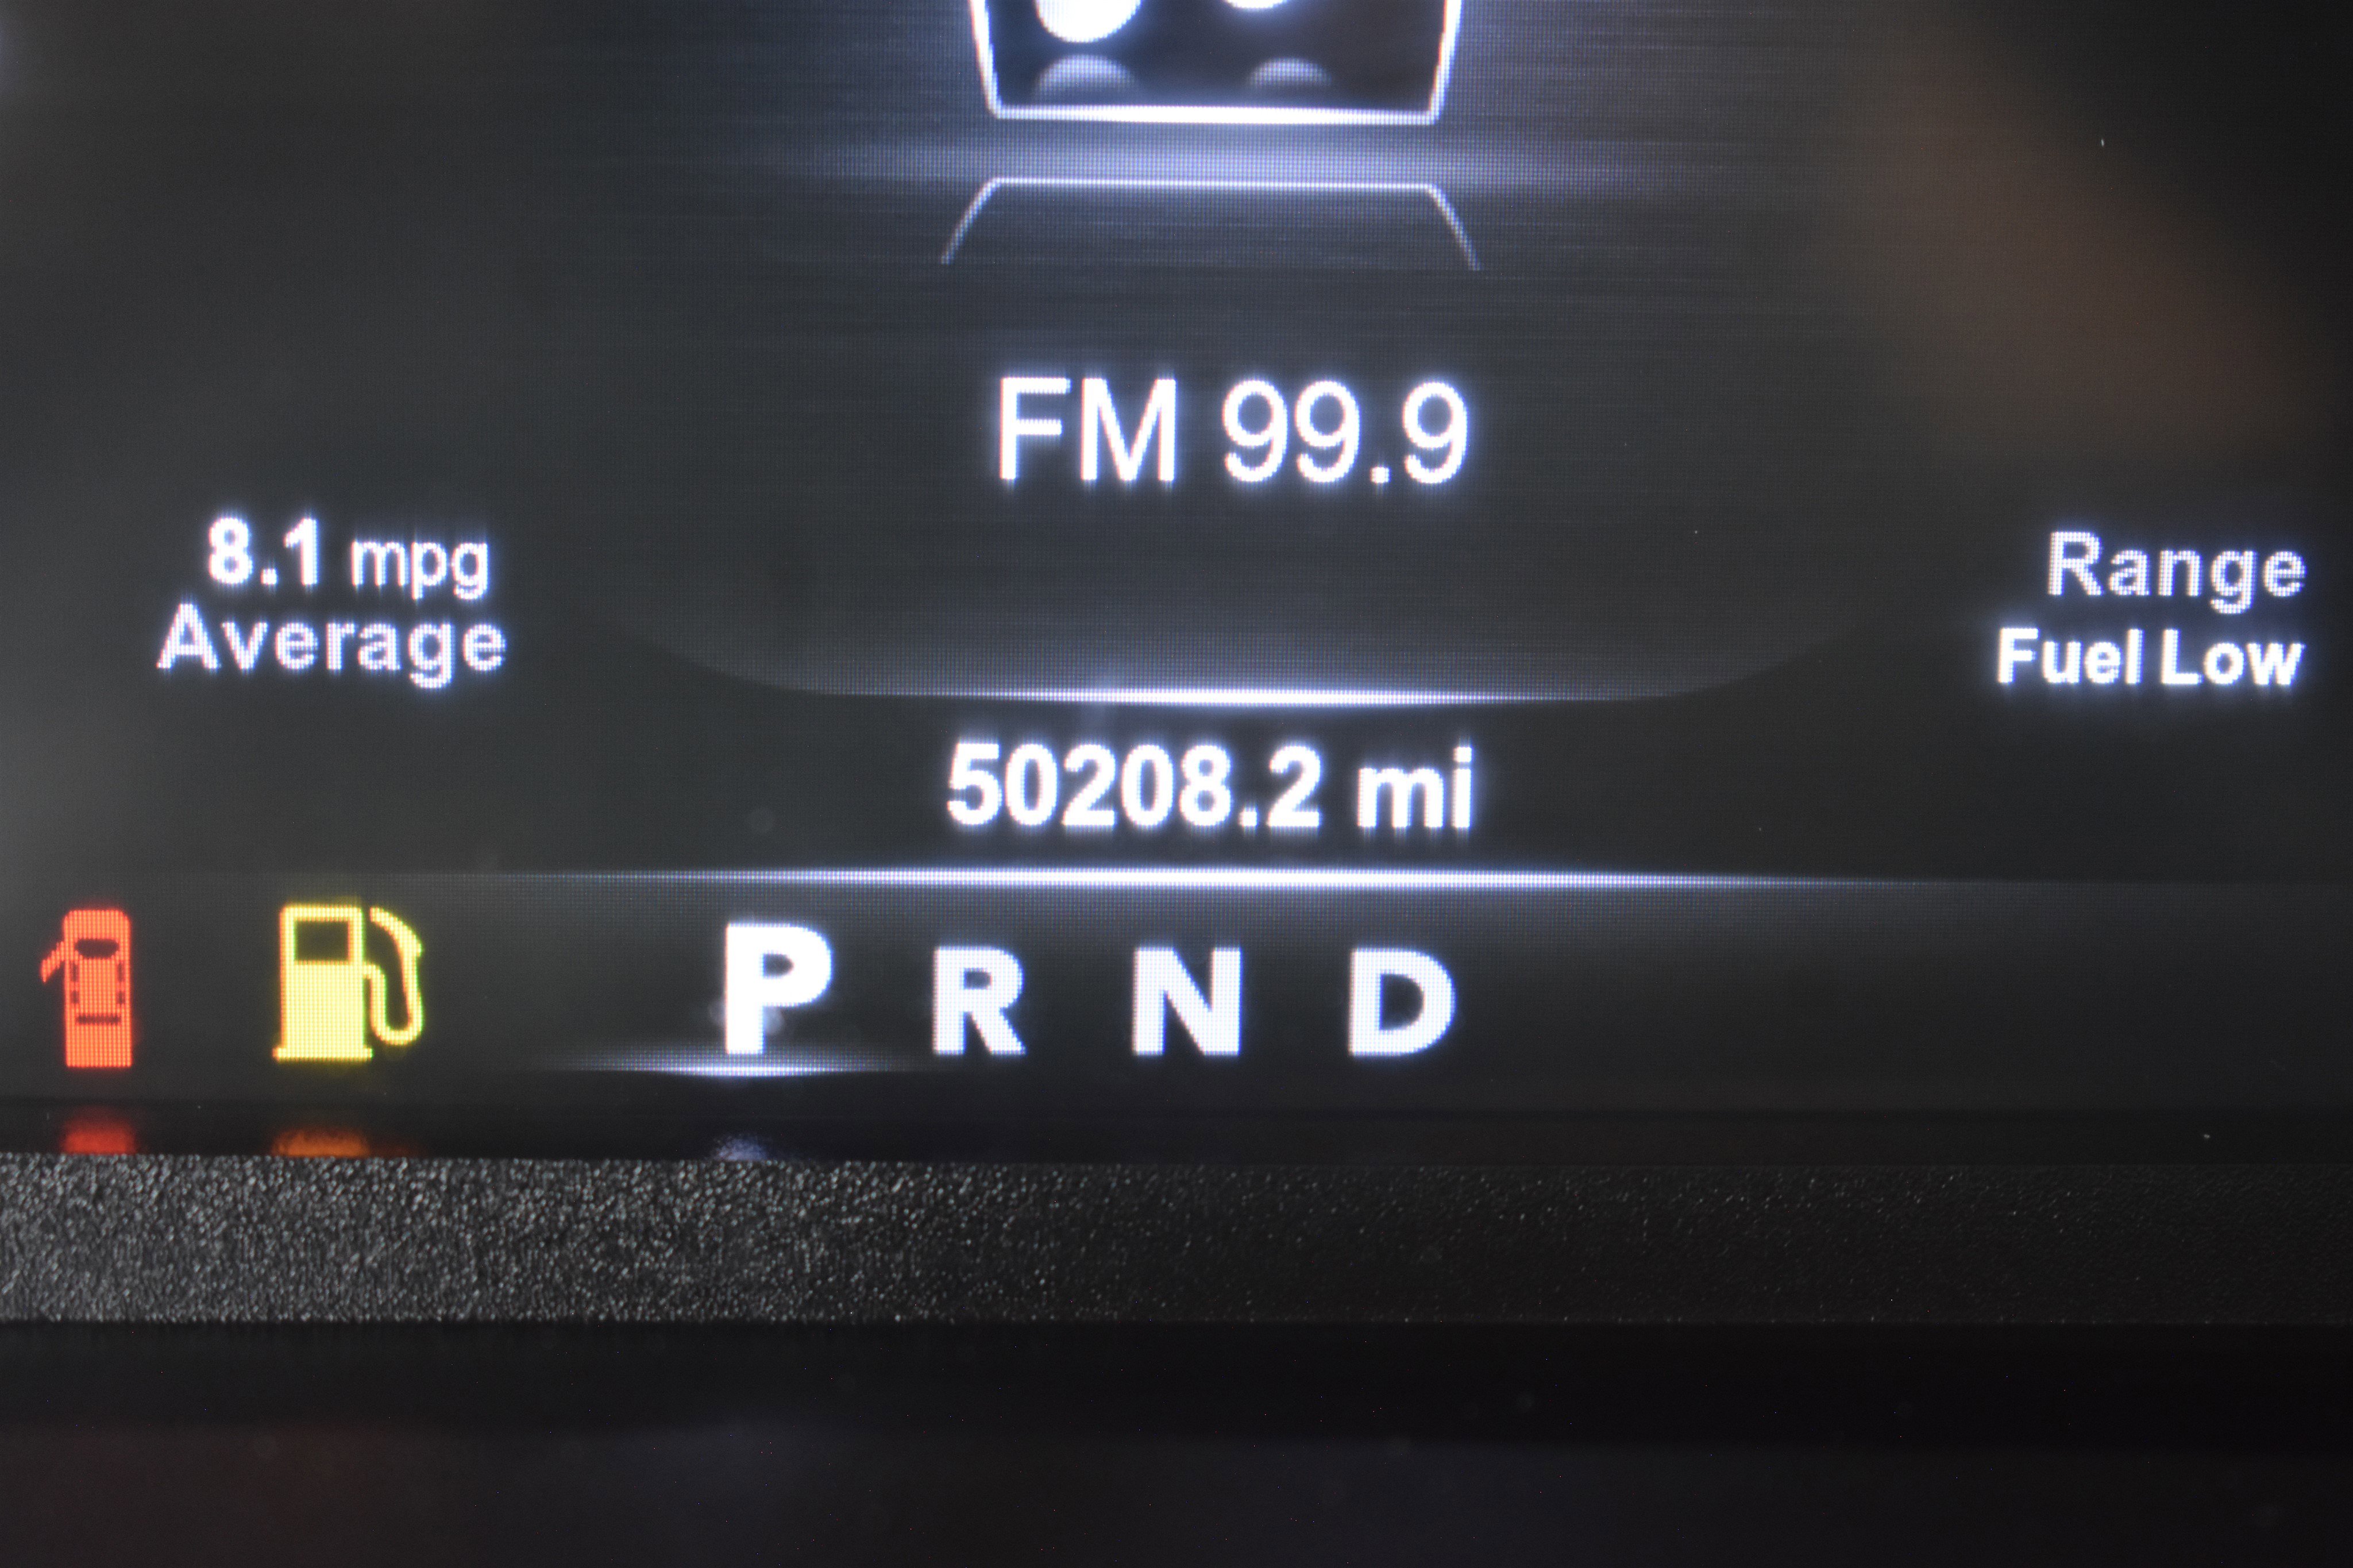 FM 99.9
8.1 mpg
Average
Range
Fuel Low
50208.2 mi
P R N D